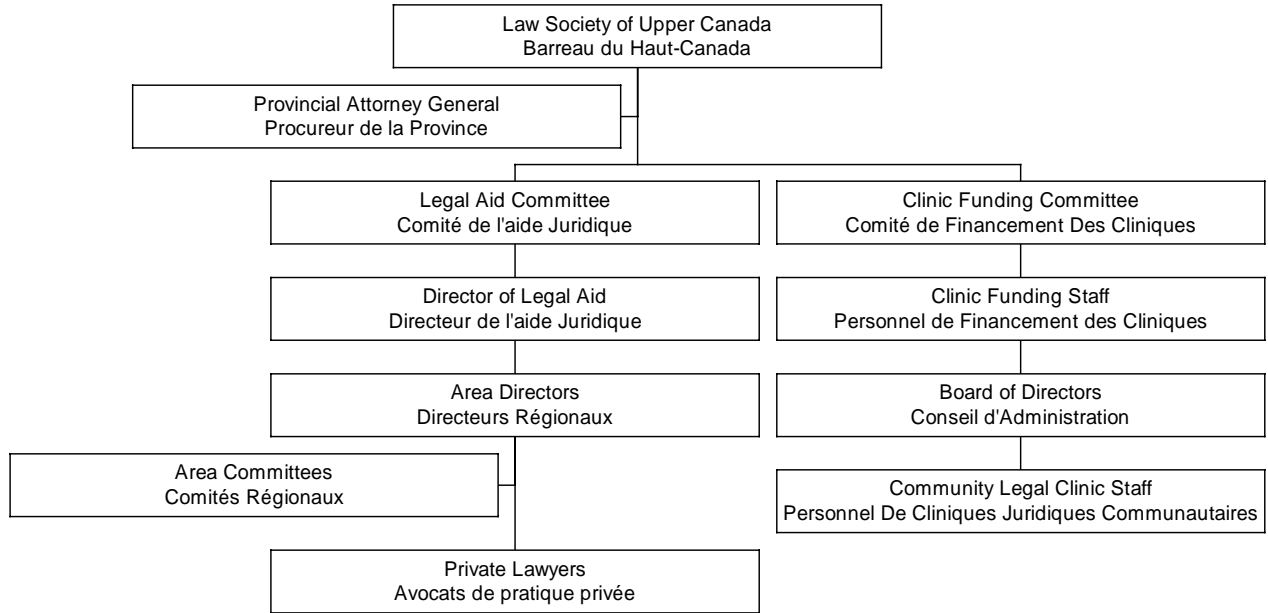 Law Society of Upper Canada
Barreau du Haut-Canada
Provincial Attorney General
Procureur de la Province
Legal Aid Committee
Comité de l'aide Juridique
Clinic Funding Committee
Comité de Financement Des Cliniques
Director of Legal Aid
Directeur de l'aide Juridique
Clinic Funding Staff
Personnel de Financement des Cliniques
Area Directors
Directeurs Régionaux
Board of Directors
Conseil d'Administration
Area Committees
Comités Régionaux
Community Legal Clinic Staff
Personnel De Cliniques Juridiques Communautaires
Private Lawyers
Avocats de pratique privée